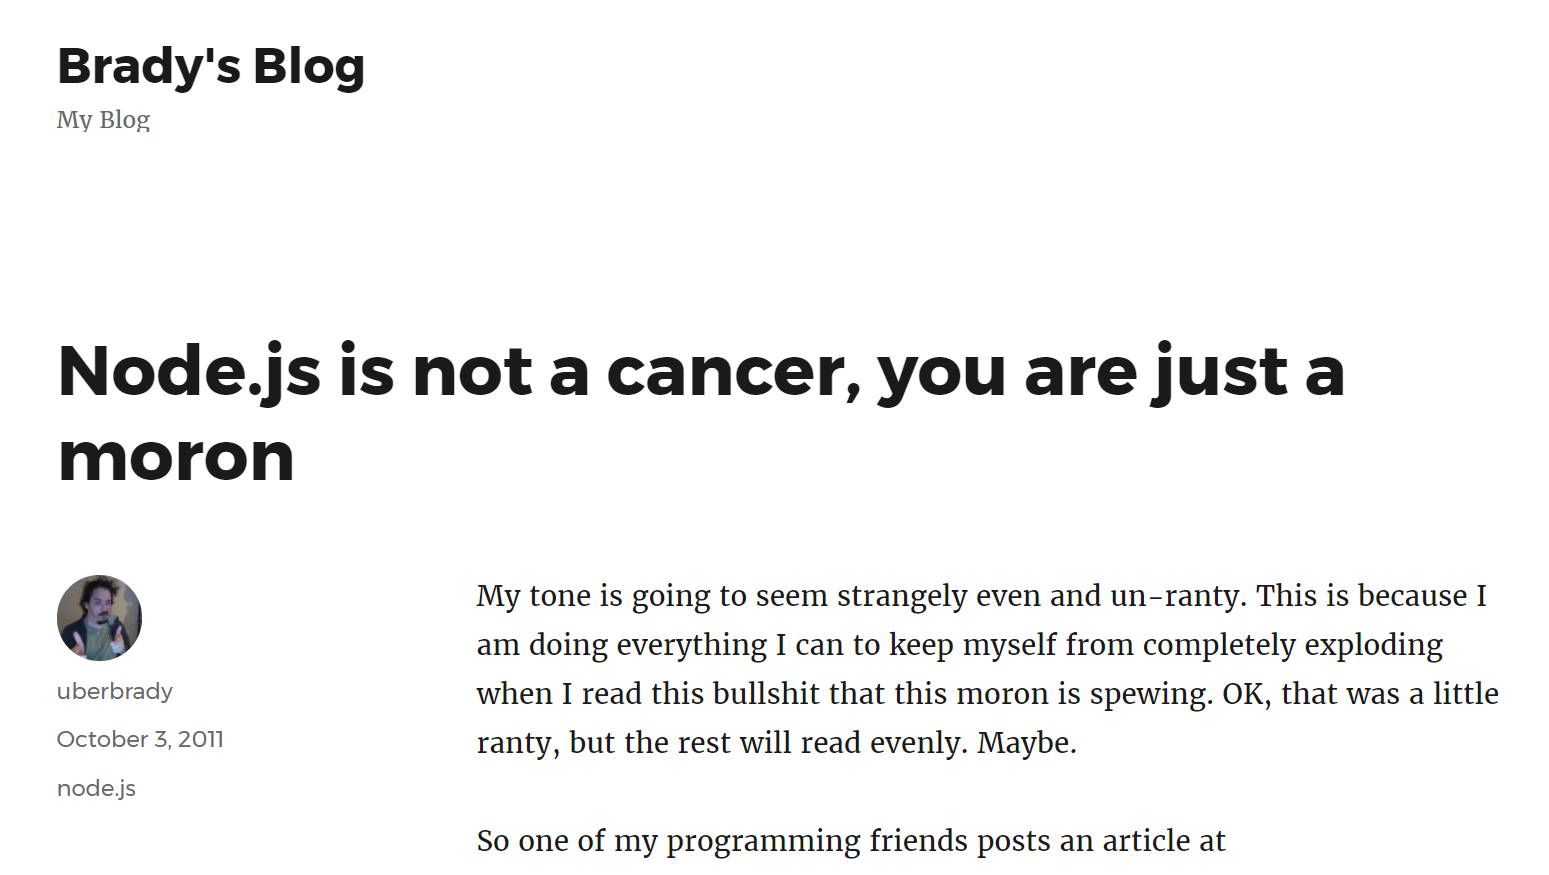 Brady's Blog
My Blog
Node.js is not a cancer, you are just a
moron
uberbrady
October 3, 2011
node.js
My tone is going to seem strangely even and un-ranty. This is because I
am doing everything I can to keep myself from completely exploding
when I read this bullshit that this moron is spewing. OK, that was a little
ranty, but the rest will read evenly. Maybe.
So one of my programming friends posts an article at